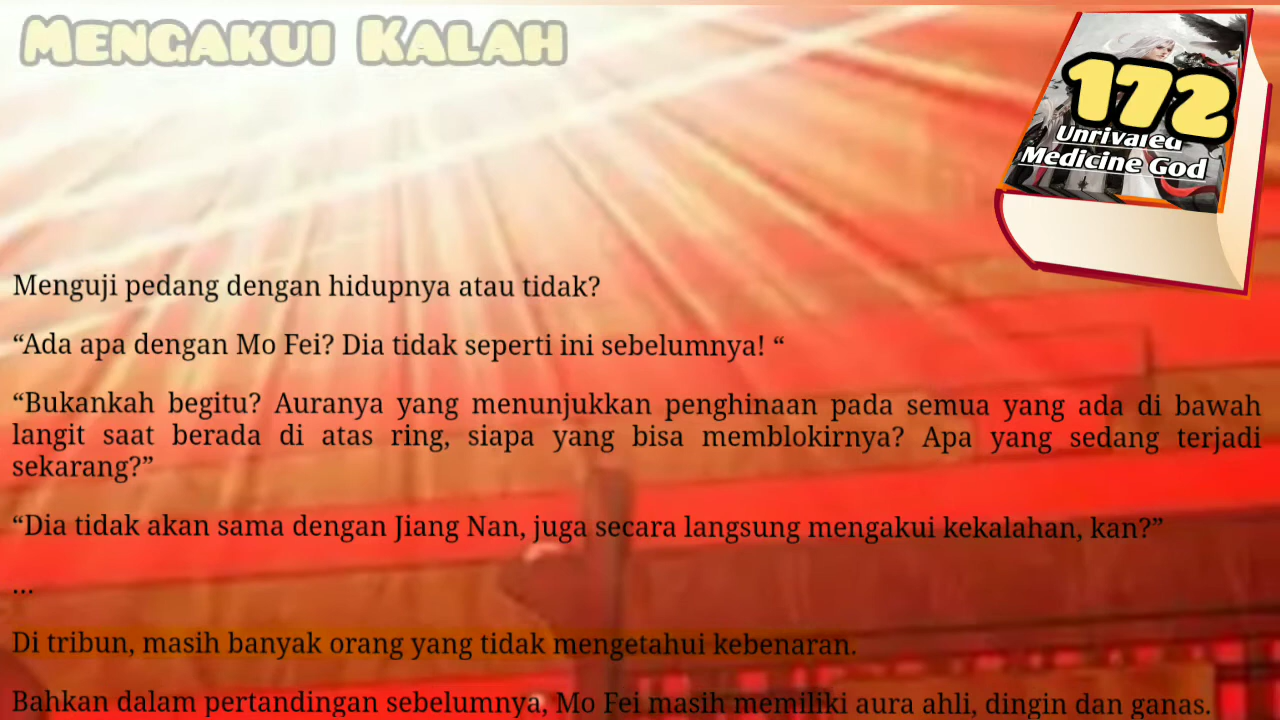 Mengakui Kalah
172
Unrivaled
Medicine God
Menguji pedang dengan hidupnya atau tidak?
“Ada apa dengan Mo Fei? Dia tidak seperti ini sebelumnya! “
“Bukankah begitu? Auranya yang menunjukkan penghinaan pada semua yang ada di bawah
langit saat berada di atas ring, siapa yang bisa memblokirnya? Apa yang sedang terjadi
sekarang?”
“Dia tidak akan sama dengan Jiang Nan, juga secara langsung mengakui kekalahan, kan?”
...
Di tribun, masih banyak orang yang tidak mengetahui kebenaran.
Bahkan dalam pertandingan sebelumnya, Mo Fei masih memiliki aura ahli, dingin dan ganas.